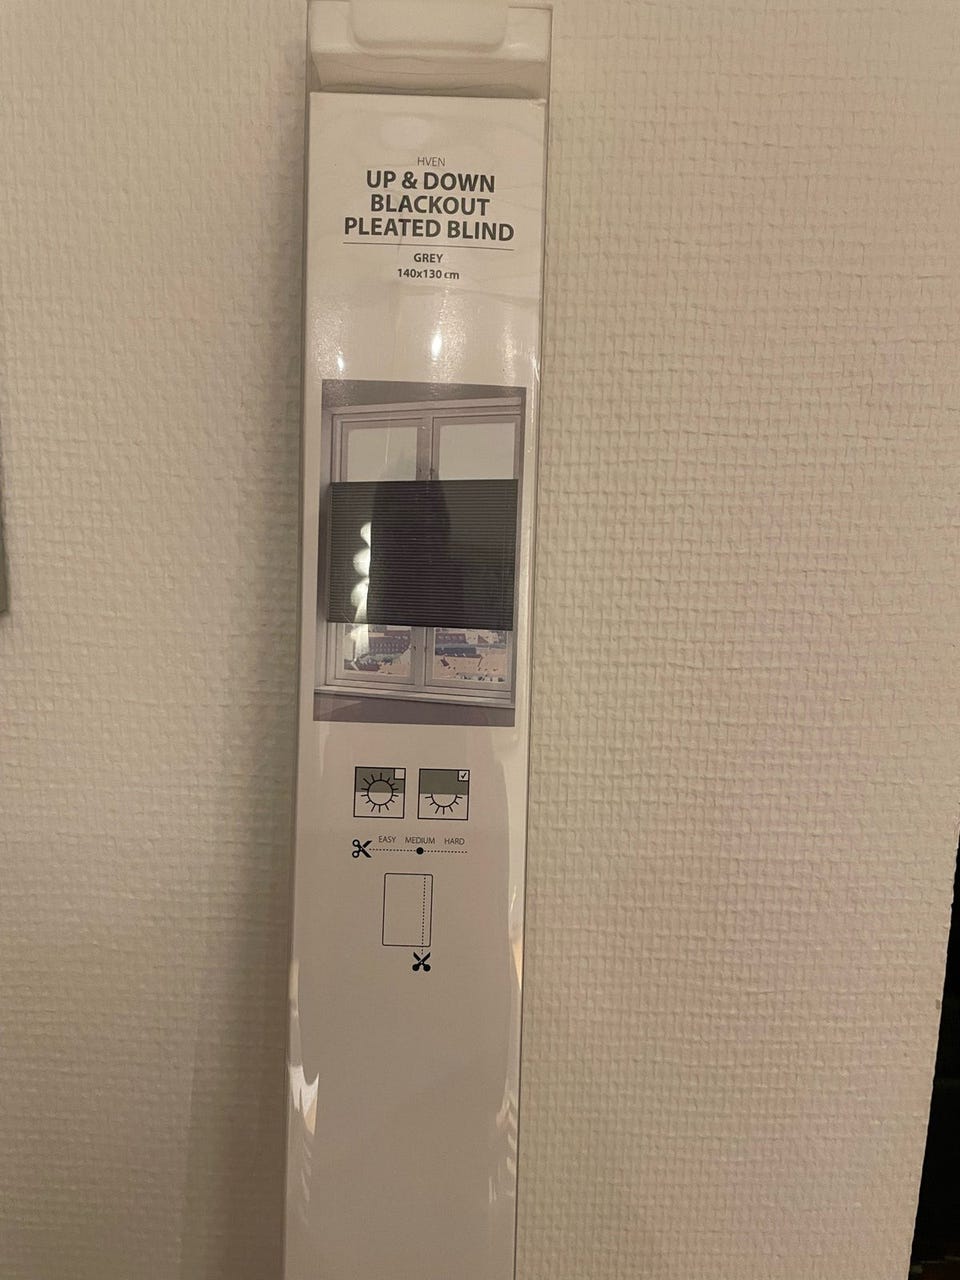 HVEN
UP & DOWN
BLACKOUT
PLEATED BLIND
GREY
140x130 cm
EASY MEDIUM HARD